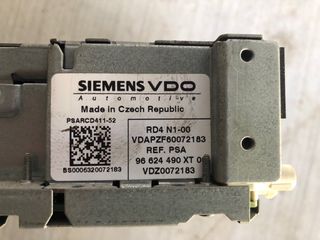 SIEMENS VDO
Automotive
Made in Czech Republic
PSARCD411-52
RD4 N1-00
VDAPZF60072183
REF. PSA
96 624 490 XT 0
BS0005320072183
VDZ0072183